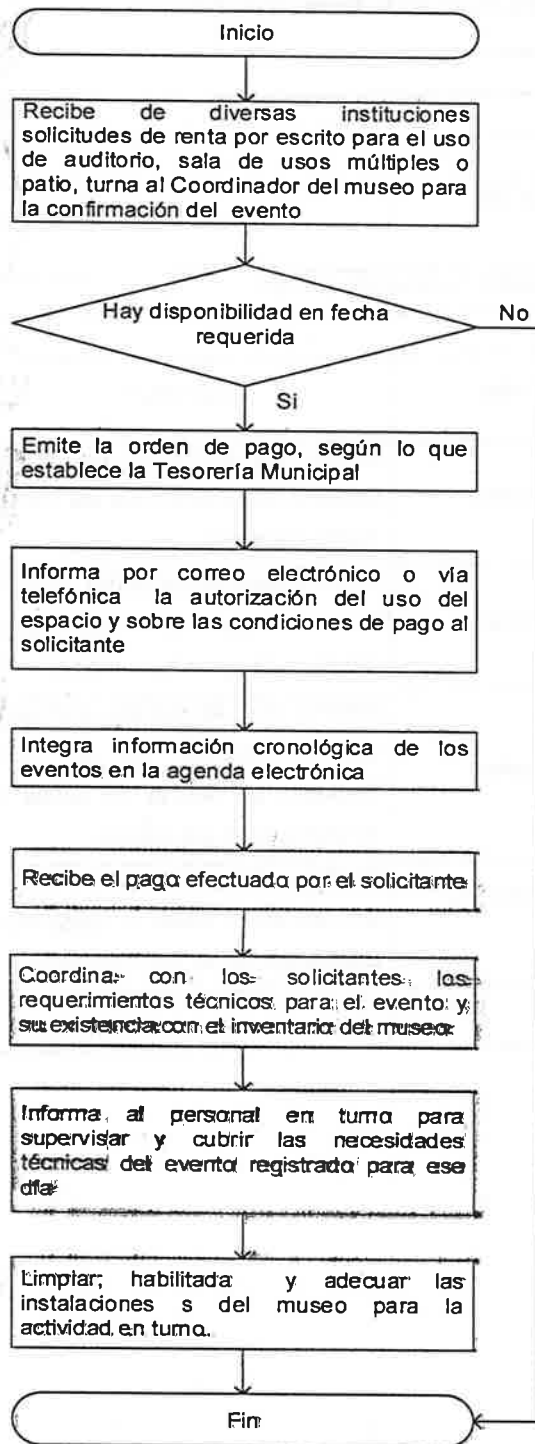 Inicio
Recibe de diversas instituciones
solicitudes de renta por escrito para el uso
de auditorio, sala de usos múltiples o
patio, turna al Coordinador del museo para
la confirmación del evento
Hay disponibilidad en fecha
requerida
No
Si
Emite la orden de pago, según lo que
establece la Tesorería Municipal
Informa por correo electrónico o vía
telefónica la autorización del uso del
espacio y sobre las condiciones de pago al
solicitante
Integra información cronológica de los
eventos en la agenda electrónica
Recibe el pago efectuado por el solicitante
Coordina con los solicitantes los
requerimientos técnicos para el evento y
su existencia con el inventario del museo
Informa al personal en turno para
supervisar y cubrir las necesidades
técnicas del evento registrado para ese
día
Limpiar, habilitada y adecuar las
instalaciones s del museo para la
actividad en turno.
Fin